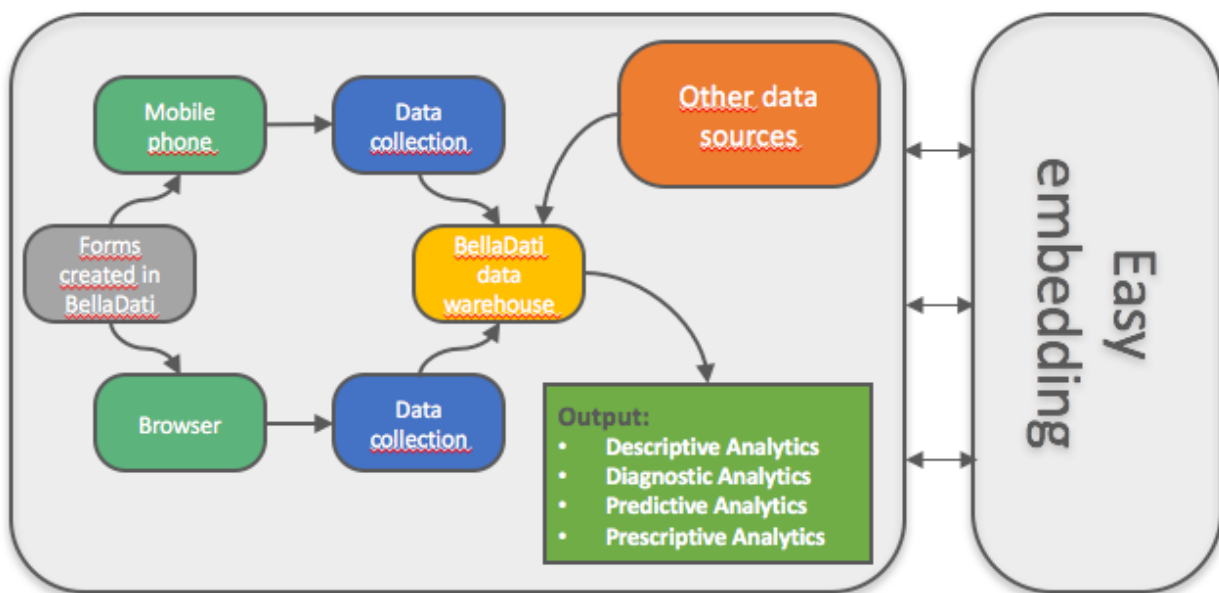 Mobile
phone
Data
collection
Other data
sources
Forms
created in
BellaDati
BellaDati
data
warehouse
Browser
Data
collection
Output:
• Descriptive Analytics
• Diagnostic Analytics
• Predictive Analytics
• Prescriptive Analytics
Easy
embedding